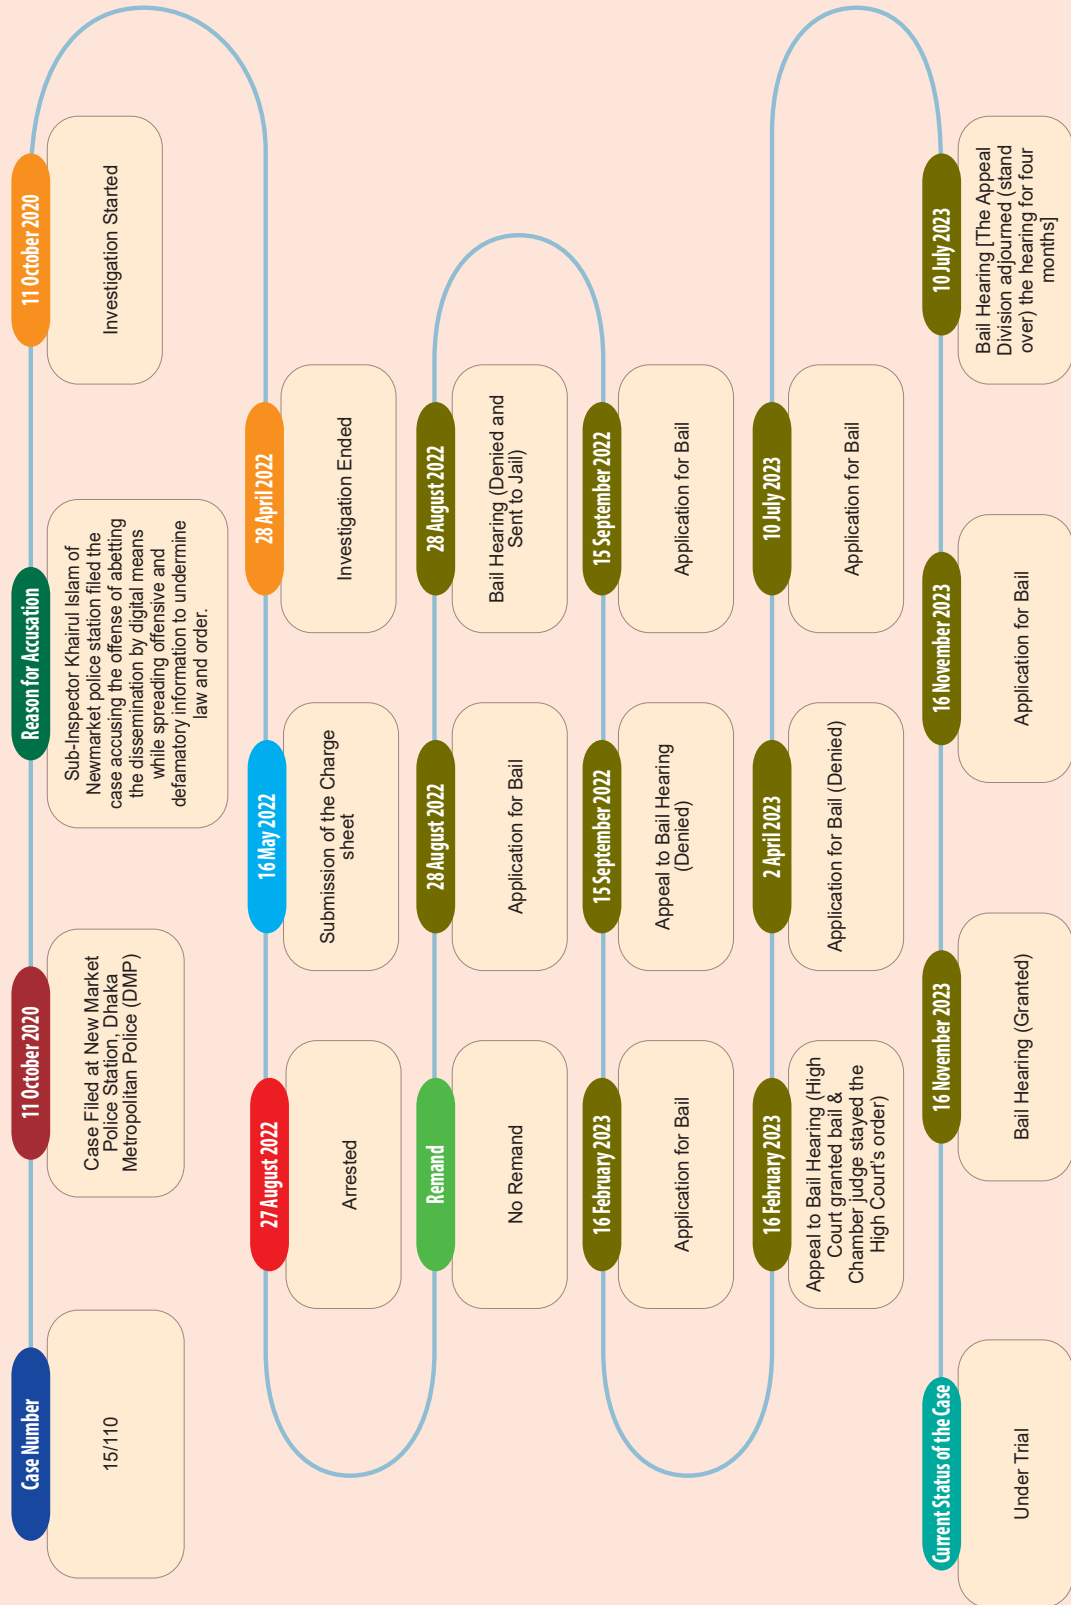 Case Number
15/110
11 October 2020
Case Filed at New Market
Police Station, Dhaka
Metropolitan Police (DMP)
Reason for Accusation
Sub-Inspector Khairul Islam of
Newmarket police station filed the
case accusing the offense of abetting
the dissemination by digital means
while spreading offensive and
defamatory information to undermine
law and order.
11 October 2020
Investigation Started
28 April 2022
Investigation Ended
16 May 2022
Submission of the Charge
sheet
27 August 2022
Arrested
Remand
No Remand
28 August 2022
Application for Bail
28 August 2022
Bail Hearing (Denied and
Sent to Jail)
15 September 2022
Application for Bail
15 September 2022
Appeal to Bail Hearing
(Denied)
16 February 2023
Application for Bail
16 February 2023
Appeal to Bail Hearing (High
Court granted bail &
Chamber judge stayed the
High Court's order)
2 April 2023
Application for Bail (Denied)
10 July 2023
Application for Bail
10 July 2023
Bail Hearing [The Appeal
Division adjourned (stand
over) the hearing for four
months]
16 November 2023
Application for Bail
16 November 2023
Bail Hearing (Granted)
Current Status of the Case
Under Trial